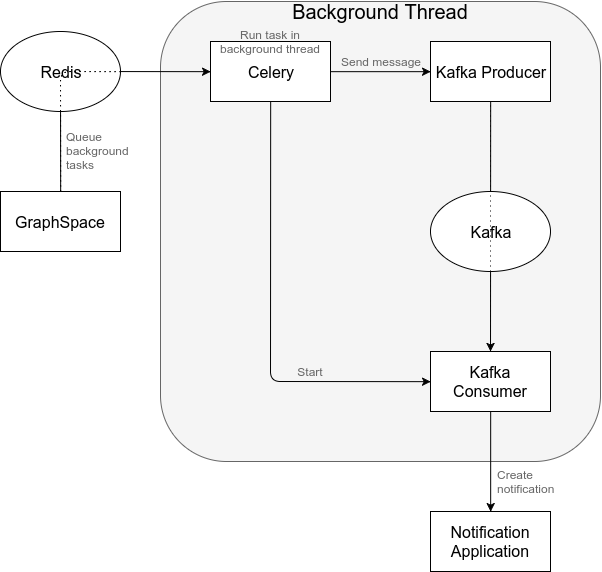 Background Thread
Run task in
background thread
Redis
Celery
Send message
Kafka Producer
Queue
background
tasks
GraphSpace
Kafka
Start
Kafka
Consumer
Create
notification
Notification
Application